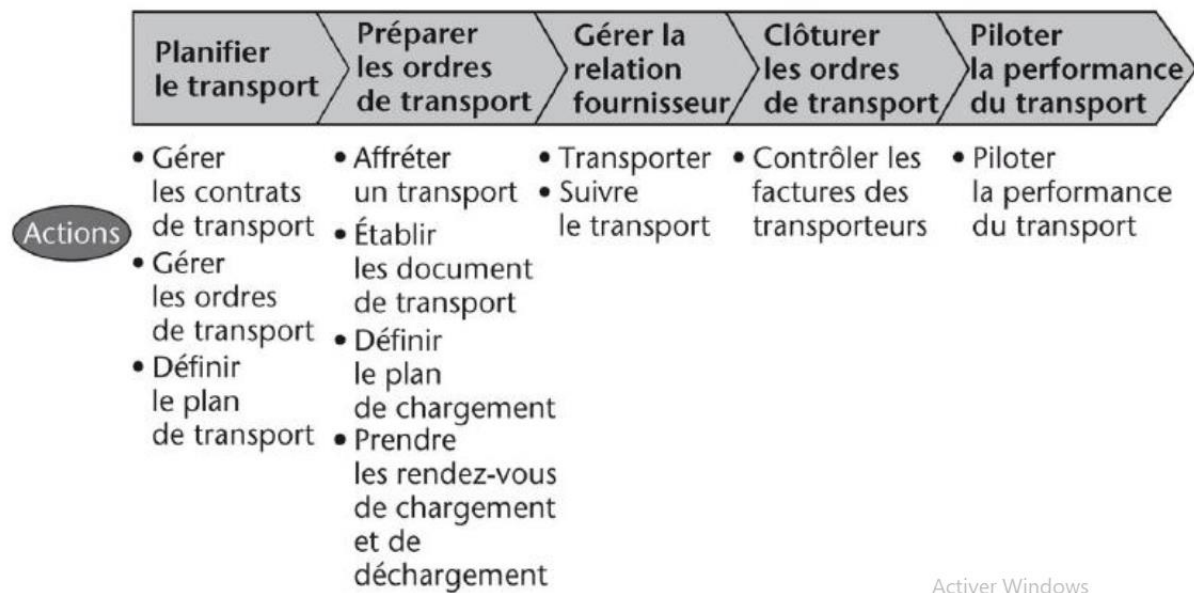 Planifier
le transport
Préparer
les ordres
de transport
Gérer la
relation
fournisseur
Clôturer
les ordres
de transport
Piloter
la performance
du transport
Actions
• Gérer
les contrats
de transport
• Gérer
les ordres
de transport
• Définir
le plan
de transport
• Affréter
un transport
• Établir
les document
de transport
• Définir
le plan
de chargement
• Prendre
les rendez-vous
de chargement
et de
déchargement
• Transporter
• Suivre
le transport
• Contrôler les
factures des
transporteurs
• Piloter
la performance
du transport
Activer Windows